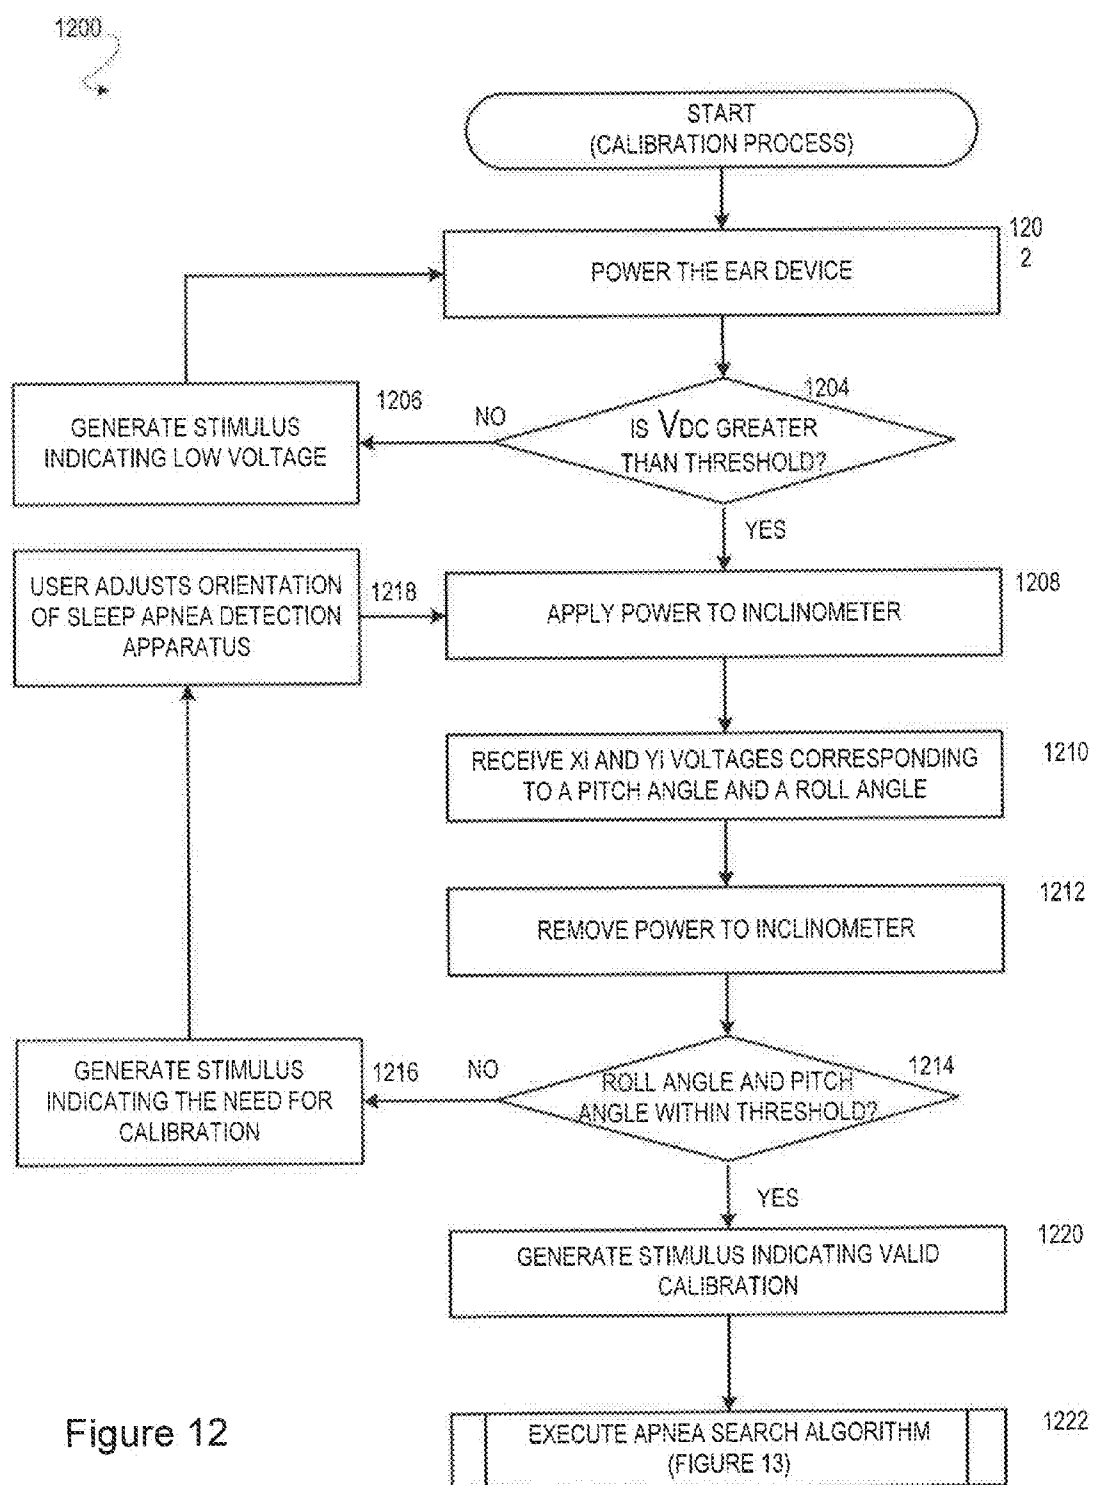 1200
START
(CALIBRATION PROCESS)
120
2
POWER THE EAR DEVICE
1204
IS VDC GREATER
THAN THRESHOLD?
NO
1206
GENERATE STIMULUS
INDICATING LOW VOLTAGE
YES
USER ADJUSTS ORIENTATION
OF SLEEP APNEA DETECTION
APPARATUS
1218
1208
APPLY POWER TO INCLINOMETER
RECEIVE Xi AND Yi VOLTAGES CORRESPONDING
TO A PITCH ANGLE AND A ROLL ANGLE
1210
REMOVE POWER TO INCLINOMETER
1212
ROLL ANGLE AND PITCH
ANGLE WITHIN THRESHOLD?
1214
NO
1216
GENERATE STIMULUS
INDICATING THE NEED FOR
CALIBRATION
YES
GENERATE STIMULUS INDICATING VALID
CALIBRATION
1220
EXECUTE APNEA SEARCH ALGORITHM
(FIGURE 13)
1222
Figure 12